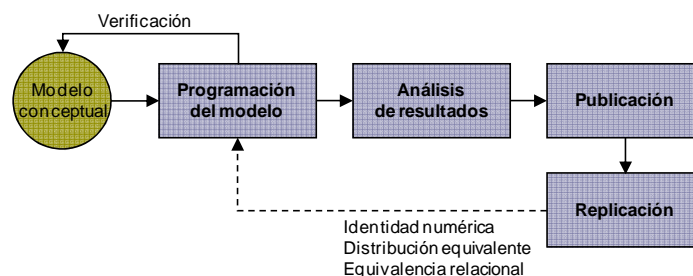 Verificación
Modelo
conceptual
Programación
del modelo
Análisis
de resultados
Publicación
Replicación
Identidad numérica
Distribución equivalente
Equivalencia relacional